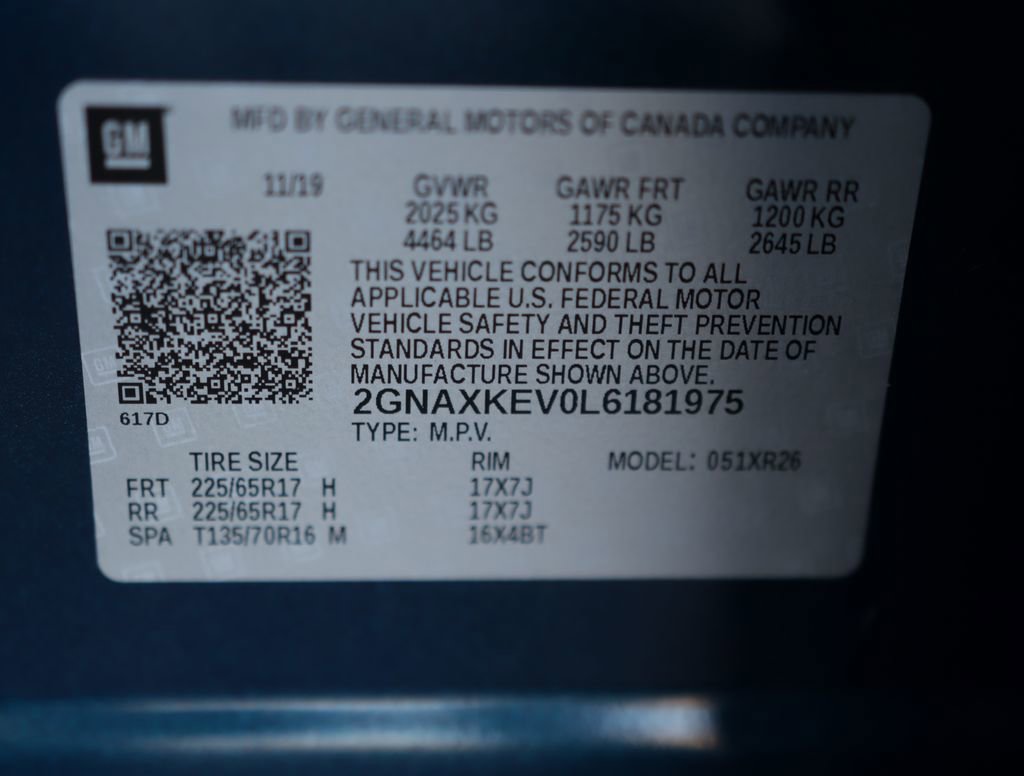 GM
MFD BY GENERAL MOTORS OF CANADA COMPANY
11/19 GVWR GAWR FRT GAWR RR
2025 KG 1175 KG 1200 KG
4464 LB 2590 LB 2645 LB
THIS VEHICLE CONFORMS TO ALL
APPLICABLE U.S. FEDERAL MOTOR
VEHICLE SAFETY AND THEFT PREVENTION
STANDARDS IN EFFECT ON THE DATE OF
MANUFACTURE SHOWN ABOVE.
2GNAXKEV0L6181975
617D
TYPE: M.P.V.
TIRE SIZE RIM MODEL: 051XR26
FRT 225/65R17 H 17X7J
RR 225/65R17 H 17X7J
SPA T135/70R16 M 16X4BT